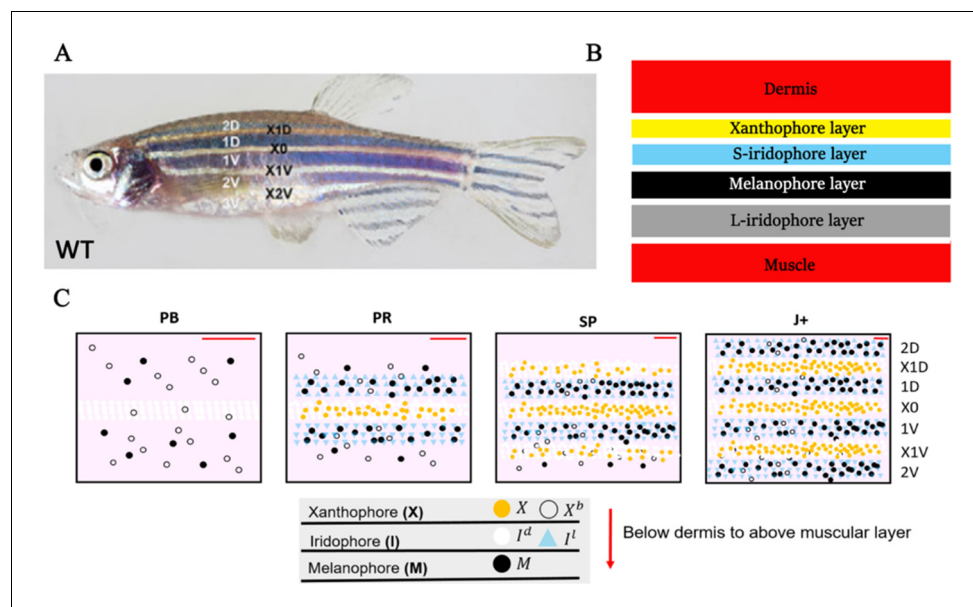 A
B
2D
X1D
1D
X0
1V
X1V
2V
X2V
3V
WT
Dermis
Xanthophore layer
S-iridophore layer
Melanophore layer
L-iridophore layer
Muscle
C
PB
PR
SP
J+
2D
X1D
1D
X0
1V
X1V
2V
Xanthophore (X) X X^b
Iridophore (I) I^d I^l
Melanophore (M) M
Below dermis to above muscular layer